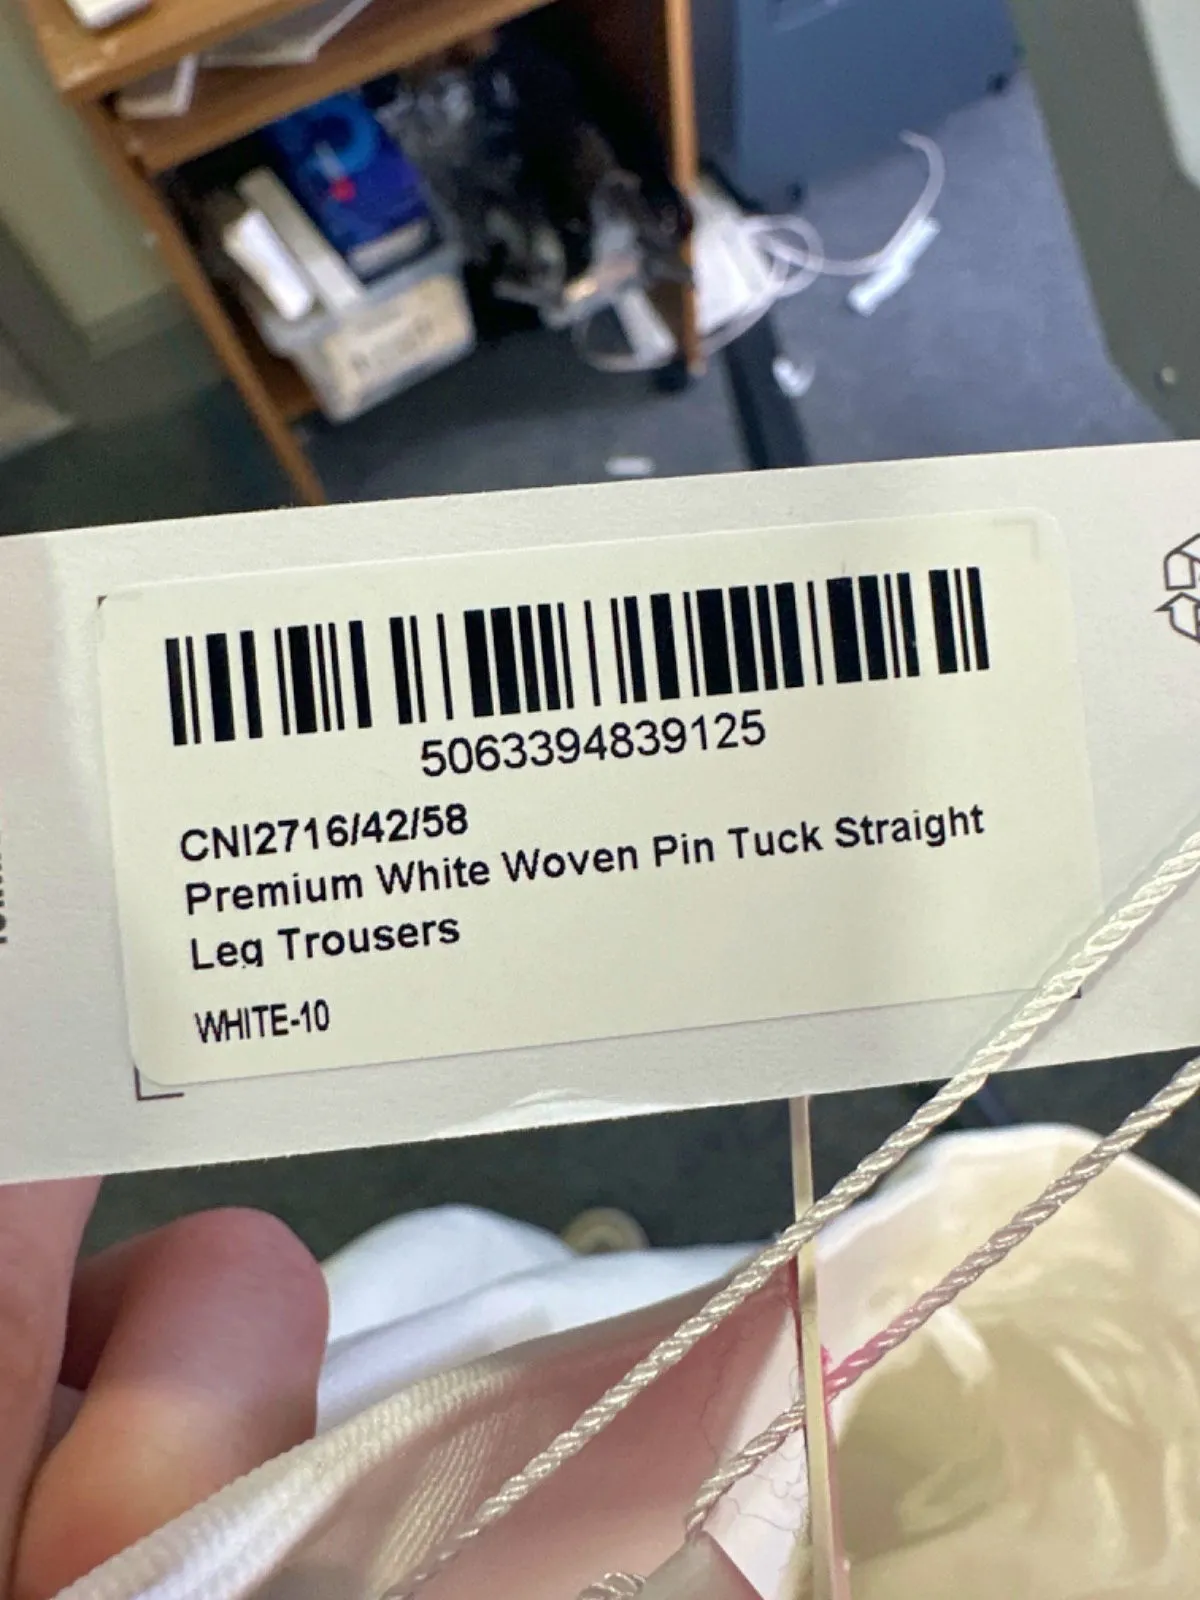 5063394839125
CNI2716/42/58
Premium White Woven Pin Tuck Straight
Leg Trousers
WHITE-10